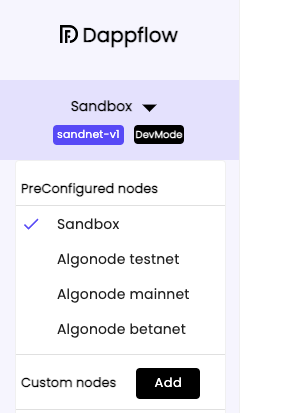 Dappflow
Sandbox
sandnet-v1 DevMode
PreConfigured nodes
Sandbox
Algonode testnet
Algonode mainnet
Algonode betanet
Custom nodes Add